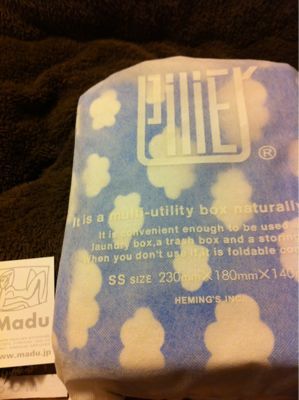 PiLiEY
®
It is a multi-utility box naturally
It is convenient enough to be used
laundry box,a trash box and a storing
When you don't use it,it is foldable
SS SIZE 230mm×180mm×140
HEMING'S INC.
Madu
www.madu.jp